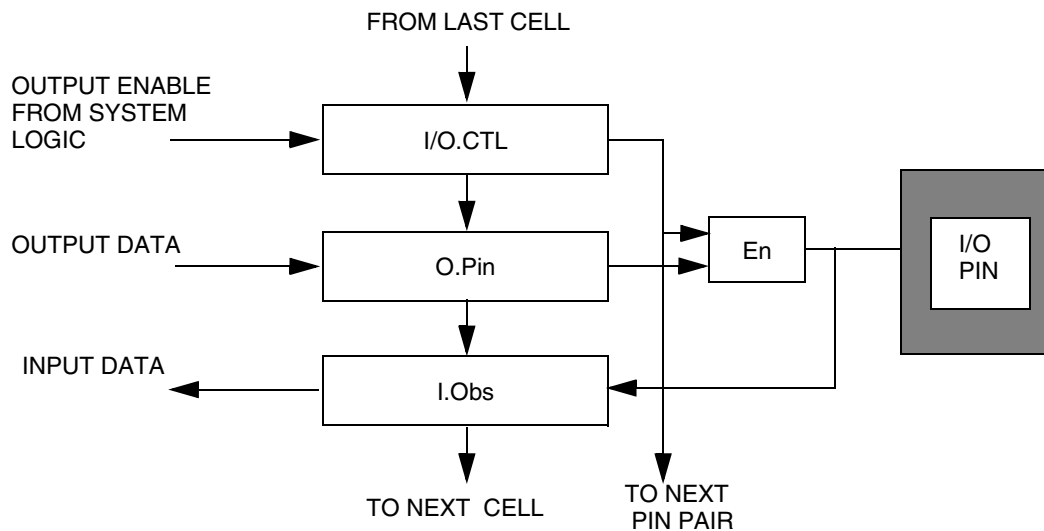 FROM LAST CELL
OUTPUT ENABLE
FROM SYSTEM
LOGIC
I/O.CTL
OUTPUT DATA
O.Pin
En
I/O
PIN
INPUT DATA
I.Obs
TO NEXT CELL
TO NEXT
PIN PAIR